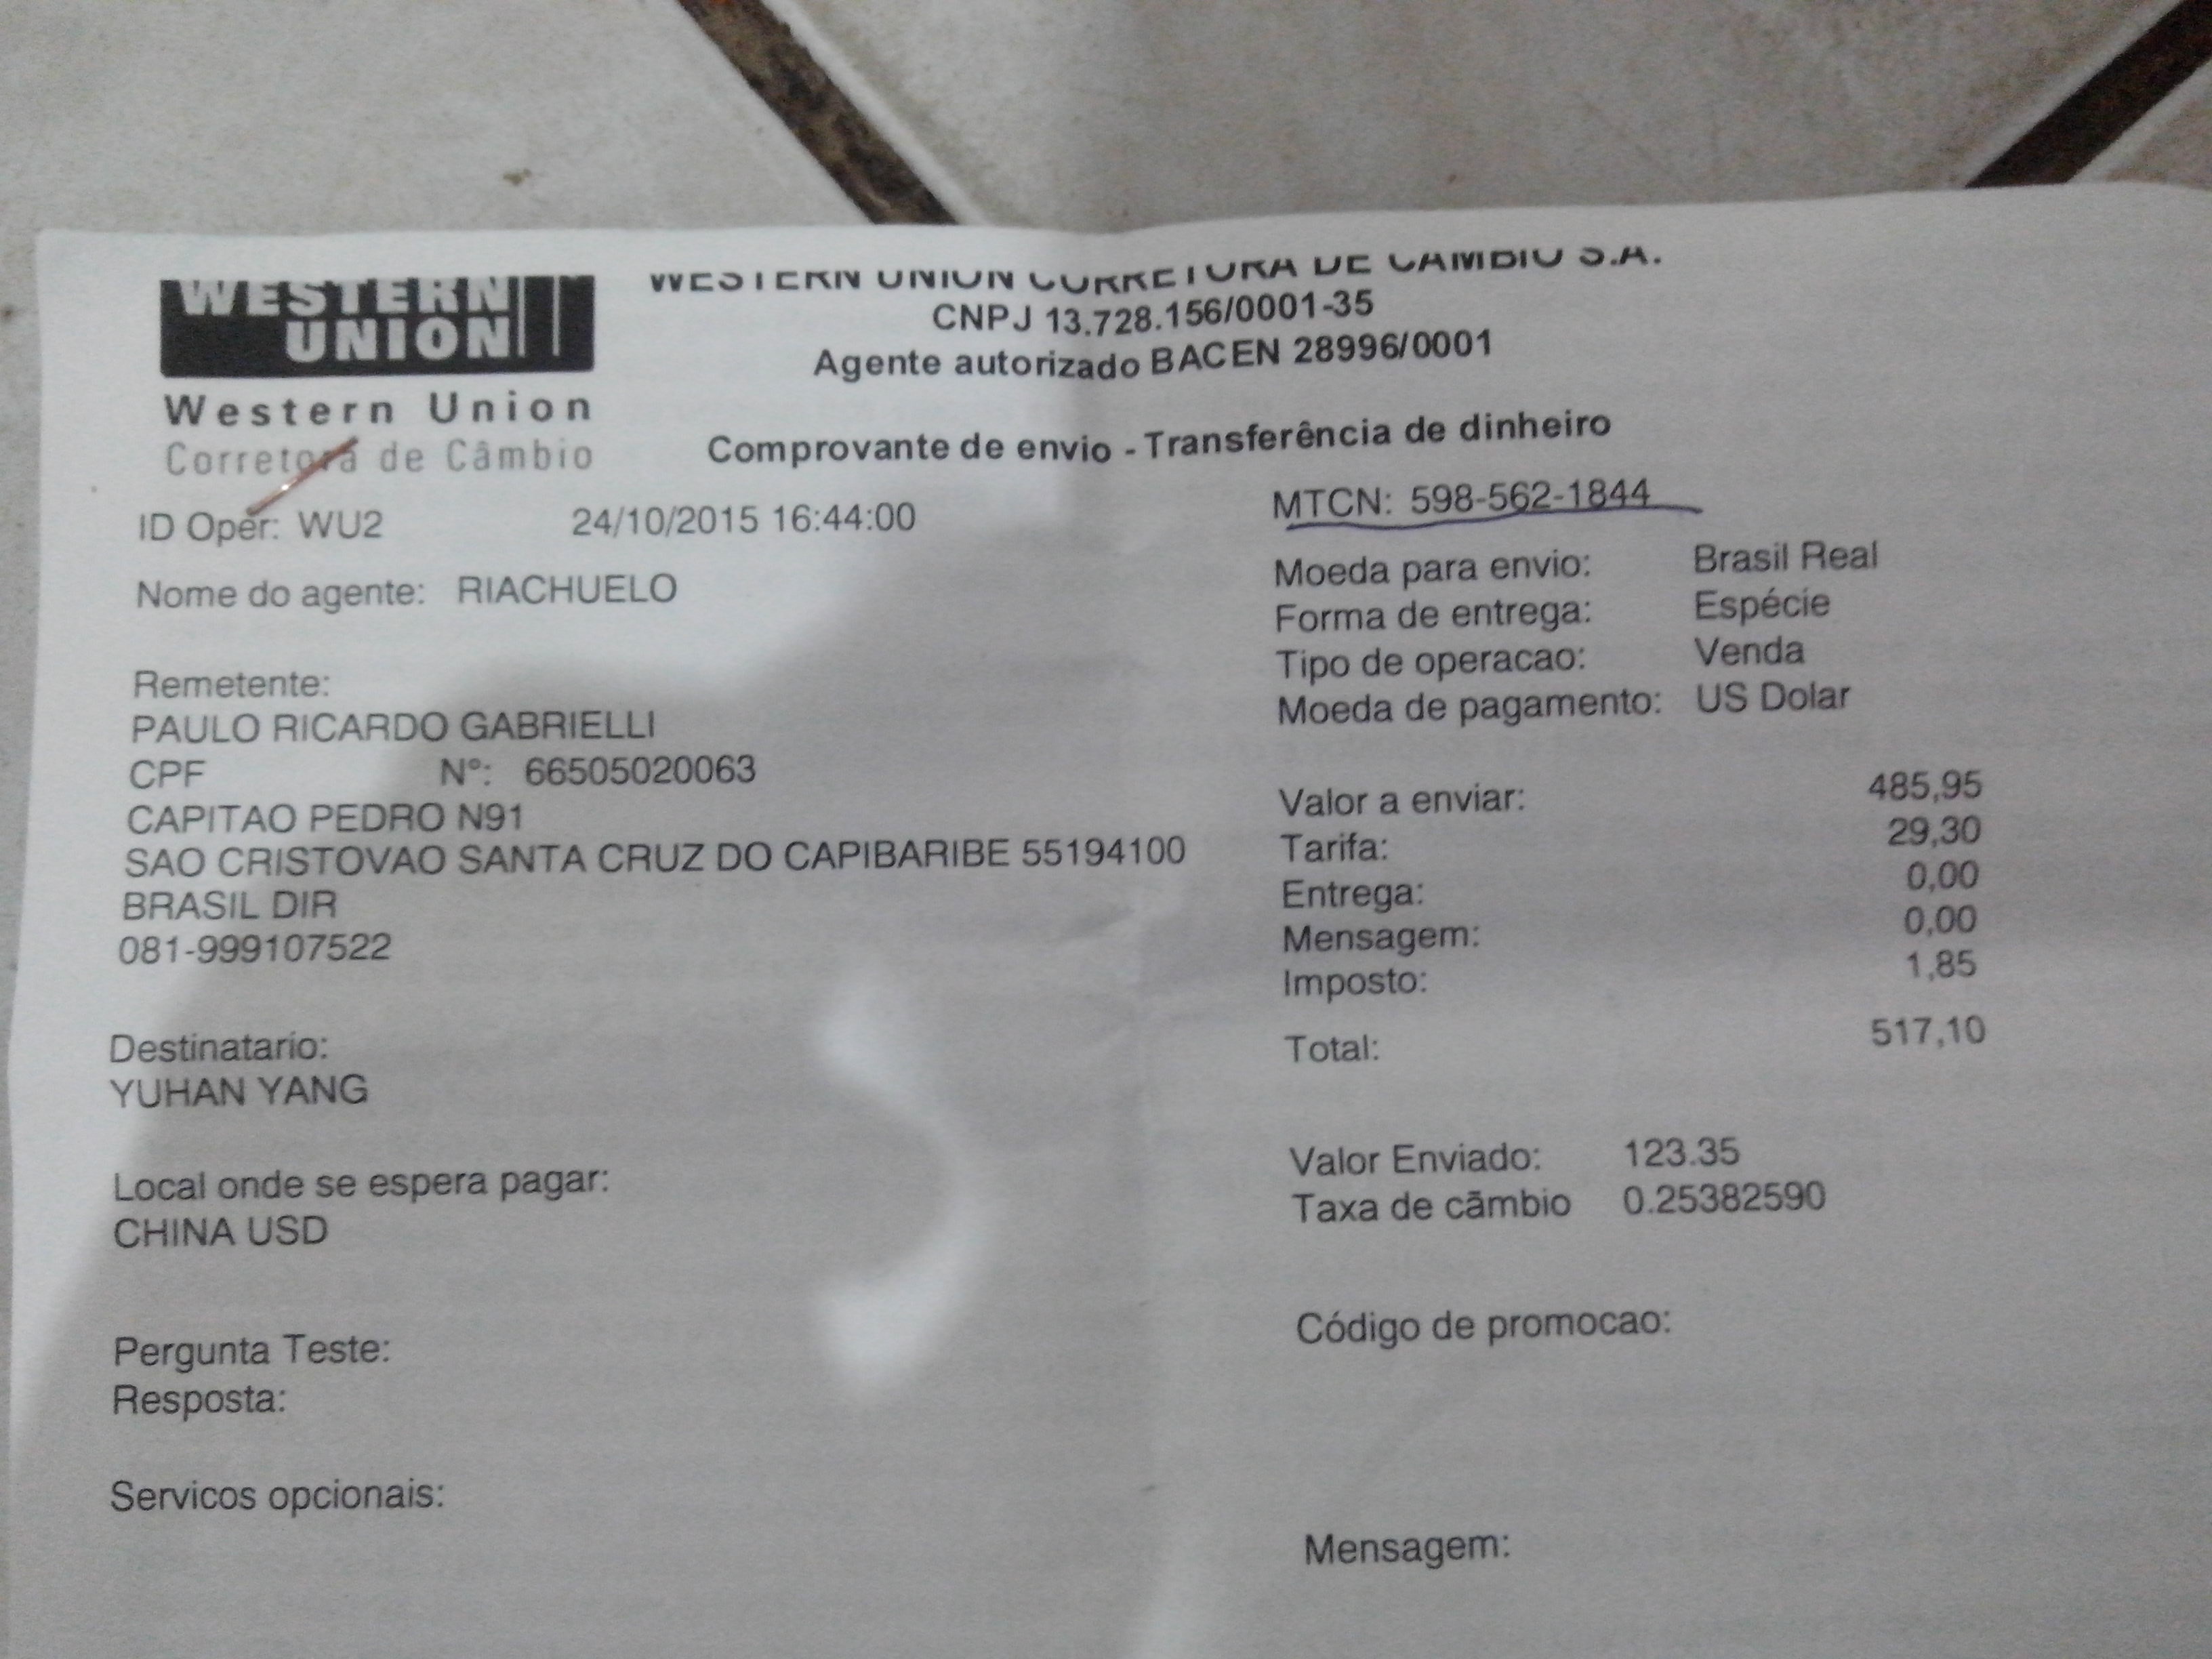 WESTERN
UNION
Western Union
Corretora de Câmbio
WESTERN UNION CORRETORA DE CAMBIO S.A.
CNPJ 13.728.156/0001-35
Agente autorizado BACEN 28996/0001
Comprovante de envio - Transferência de dinheiro
ID Oper: WU2 24/10/2015 16:44:00
Nome do agente: RIACHUELO
Remetente:
PAULO RICARDO GABRIELLI
CPF Nº: 66505020063
CAPITAO PEDRO N91
SAO CRISTOVAO SANTA CRUZ DO CAPIBARIBE 55194100
BRASIL DIR
081-999107522
Destinatario:
YUHAN YANG
Local onde se espera pagar:
CHINA USD
Pergunta Teste:
Resposta:
Servicos opcionais:
MTCN: 598-562-1844
Moeda para envio: Brasil Real
Forma de entrega: Espécie
Tipo de operacao: Venda
Moeda de pagamento: US Dolar
Valor a enviar: 485,95
Tarifa: 29,30
Entrega: 0,00
Mensagem: 0,00
Imposto: 1,85
Total: 517,10
Valor Enviado: 123.35
Taxa de cãmbio 0.25382590
Código de promocao:
Mensagem: